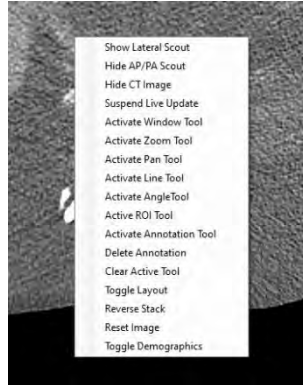 Show Lateral Scout
Hide AP/PA Scout
Hide CT Image
Suspend Live Update
Activate Window Tool
Activate Zoom Tool
Activate Pan Tool
Activate Line Tool
Activate AngleTool
Active ROI Tool
Activate Annotation Tool
Delete Annotation
Clear Active Tool
Toggle Layout
Reverse Stack
Reset Image
Toggle Demographics